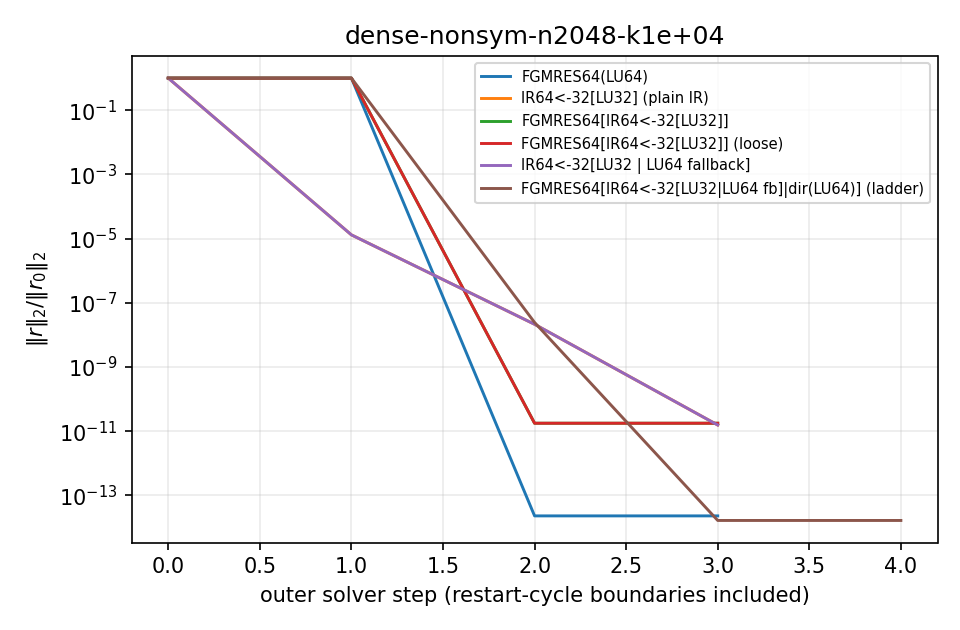 dense-nonsym-n2048-k1e+04
FGMRES64(LU64)
IR64<-32[LU32] (plain IR)
FGMRES64[IR64<-32[LU32]]
FGMRES64[IR64<-32[LU32]] (loose)
IR64<-32[LU32 | LU64 fallback]
FGMRES64[IR64<-32[LU32|LU64 fb]|dir(LU64)] (ladder)
10⁻¹
10⁻³
10⁻⁵
10⁻⁷
10⁻⁹
10⁻¹¹
10⁻¹³
‖r‖₂/‖r₀‖₂
0.0 0.5 1.0 1.5 2.0 2.5 3.0 3.5 4.0
outer solver step (restart-cycle boundaries included)